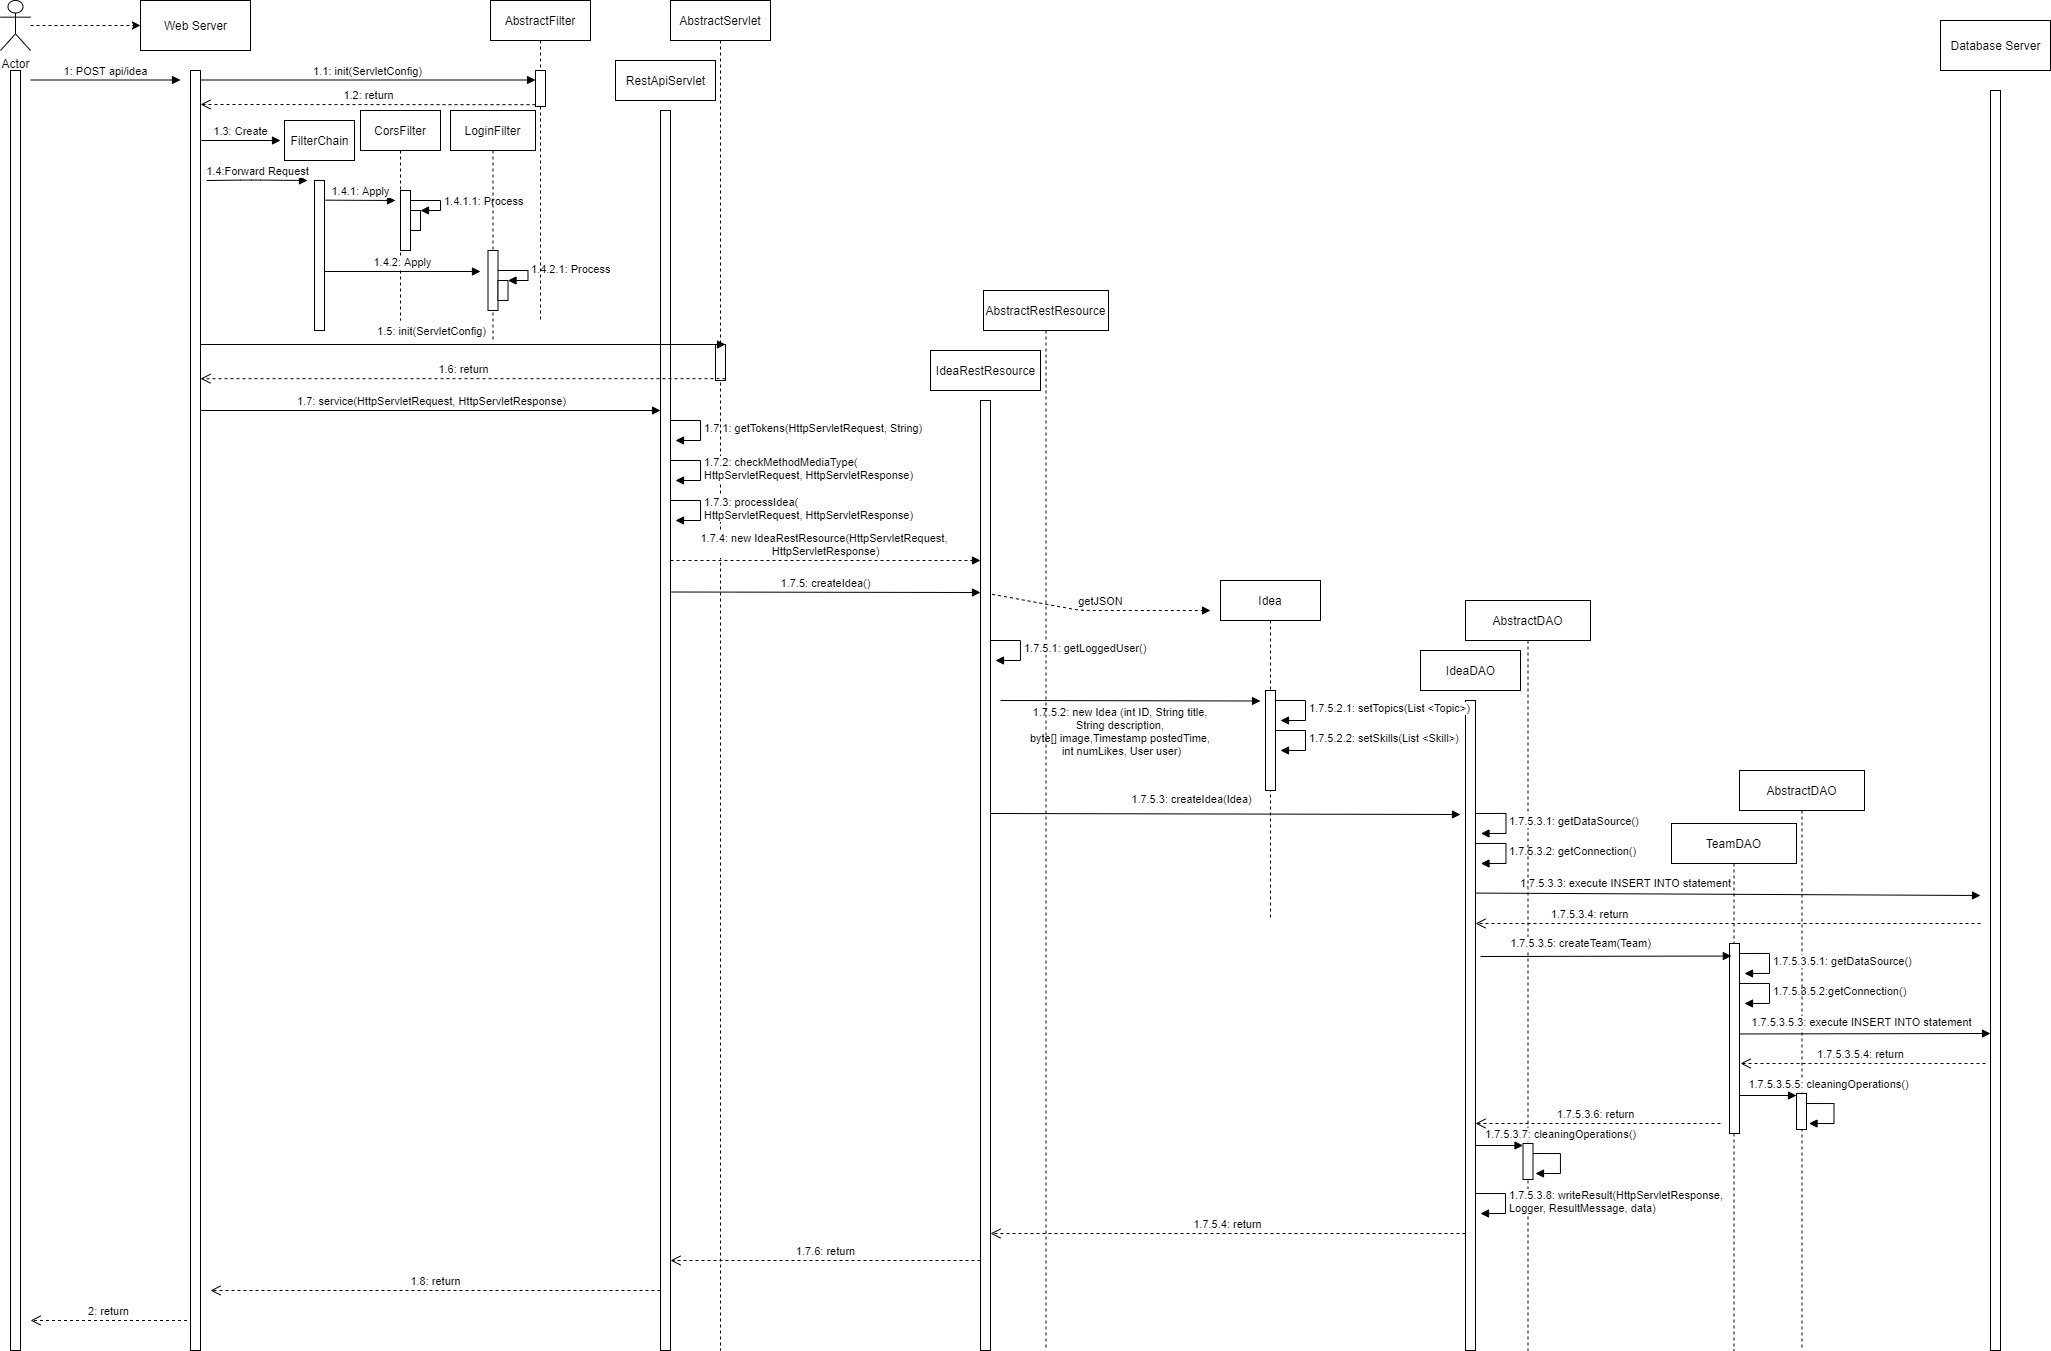 Web Server
AbstractFilter
AbstractServlet
Database Server
Actor
1: POST api/idea
1.1: init(ServletConfig)
RestApiServlet
1.2: return
1.3: Create
FilterChain
CorsFilter
LoginFilter
1.4:Forward Request
1.4.1: Apply
1.4.1.1: Process
1.4.2: Apply
1.4.2.1: Process
AbstractRestResource
1.5: init(ServletConfig)
1.6: return
IdeaRestResource
1.7: service(HttpServletRequest, HttpServletResponse)
1.7.1: getTokens(HttpServletRequest, String)
1.7.2: checkMethodMediaType(
HttpServletRequest, HttpServletResponse)
1.7.3: processIdea(
HttpServletRequest, HttpServletResponse)
1.7.4: new IdeaRestResource(HttpServletRequest,
HttpServletResponse)
1.7.5: createIdea()
getJSON
Idea
AbstractDAO
1.7.5.1: getLoggedUser()
IdeaDAO
1.7.5.2: new Idea (int ID, String title,
String description,
byte[] image,Timestamp postedTime,
int numLikes, User user)
1.7.5.2.1: setTopics(List <Topic>)
1.7.5.2.2: setSkills(List <Skill>)
AbstractDAO
1.7.5.3: createIdea(Idea)
1.7.5.3.1: getDataSource()
TeamDAO
1.7.5.3.2: getConnection()
1.7.5.3.3: execute INSERT INTO statement
1.7.5.3.4: return
1.7.5.3.5: createTeam(Team)
1.7.5.3.5.1: getDataSource()
1.7.5.3.5.2:getConnection()
1.7.5.3.5.3: execute INSERT INTO statement
1.7.5.3.5.4: return
1.7.5.3.5.5: cleaningOperations()
1.7.5.3.6: return
1.7.5.3.7: cleaningOperations()
1.7.5.3.8: writeResult(HttpServletResponse,
Logger, ResultMessage, data)
1.7.5.4: return
1.7.6: return
1.8: return
2: return